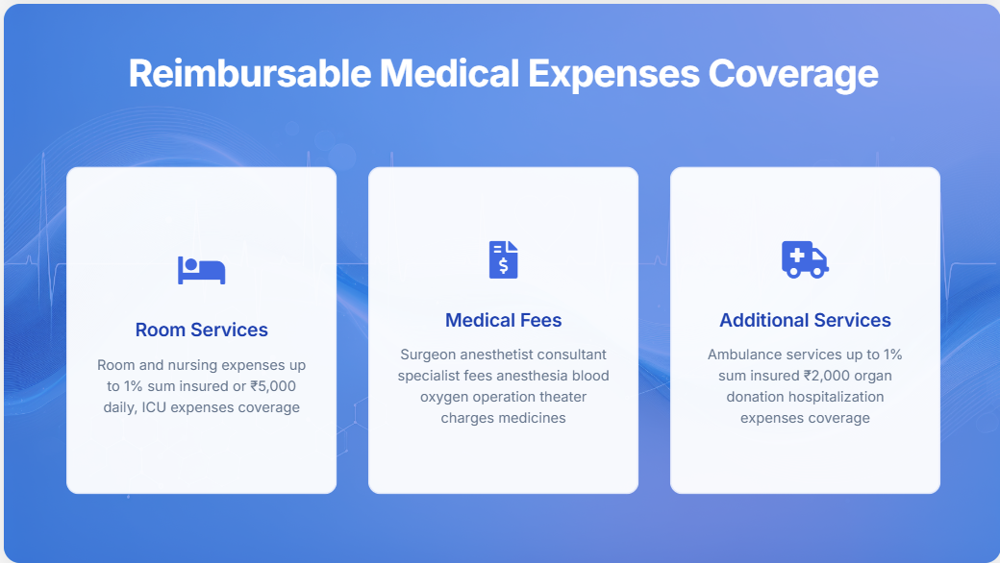 Reimbursable Medical Expenses Coverage
Room Services
Room and nursing expenses up
to 1% sum insured or ₹5,000
daily, ICU expenses coverage
Medical Fees
Surgeon anesthetist consultant
specialist fees anesthesia blood
oxygen operation theater
charges medicines
Additional Services
Ambulance services up to 1%
sum insured ₹2,000 organ
donation hospitalization
expenses coverage